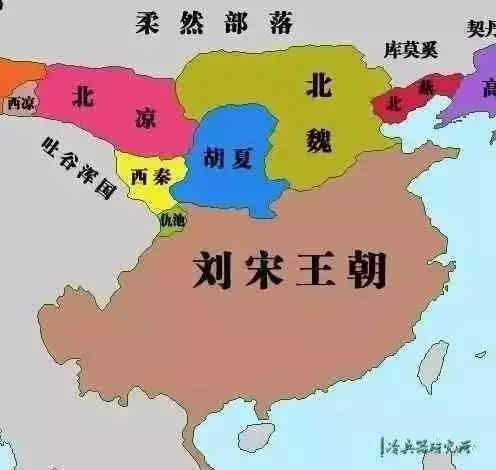 柔然部落
契丹
库莫奚
高
北燕
北魏
北凉
西凉
胡夏
西秦
吐谷浑国
仇池
刘宋王朝
冷兵器研究所